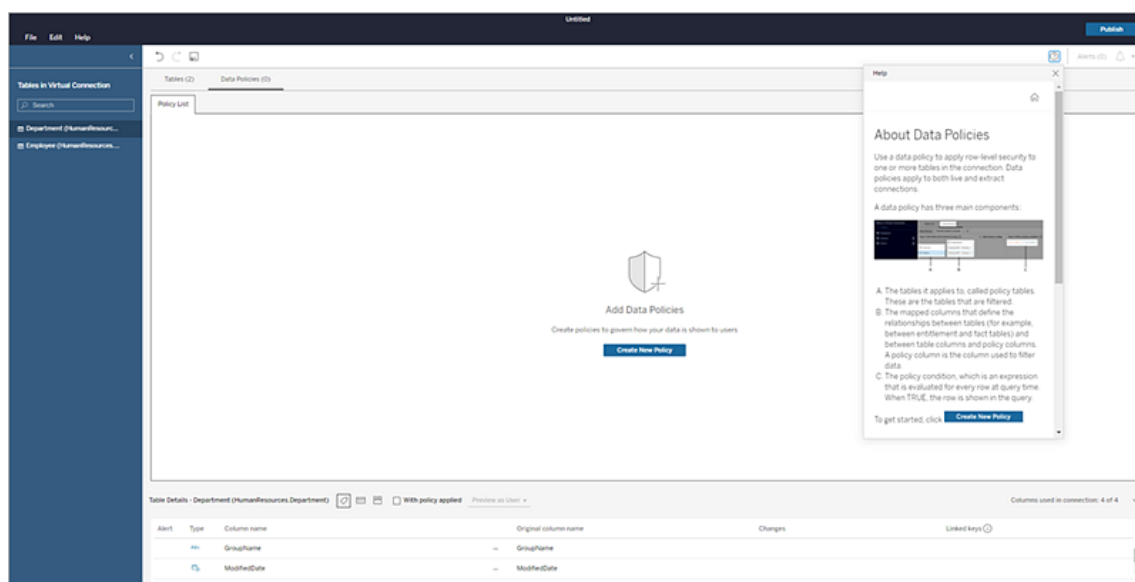 Untitled
File Edit Help
Publish
Alerts (0)
Tables in Virtual Connection
Search
Department (HumanResourc...
Employee (HumanResources....
Tables (2) Data Policies (0)
Policy List
Add Data Policies
Create policies to govern how your data is shown to users
Create New Policy
Help
About Data Policies
Use a data policy to apply row-level security to
one or more tables in the connection. Data
policies apply to both live and extract
connections.
A data policy has three main components:
A B C
A. The tables it applies to, called policy tables.
These are the tables that are filtered.
B. The mapped columns that define the
relationships between tables (for example,
between entitlement and fact tables) and
between table columns and policy columns.
A policy column is the column used to filter
data.
C. The policy condition, which is an expression
that is evaluated for every row at query time.
When TRUE, the row is shown in the query.
To get started, click Create New Policy
Table Details - Department (HumanResources.Department) With policy applied Preview as User Columns used in connection: 4 of 4
Alert Type Column name Original column name Changes Linked keys
Abc GroupName GroupName
ModifiedDate ModifiedDate